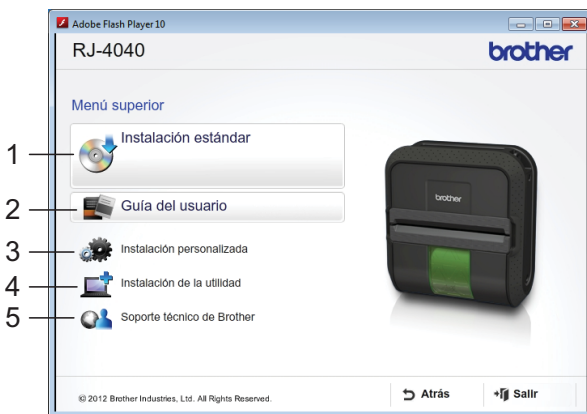 Adobe Flash Player 10
RJ-4040
brother
Menú superior
1
Instalación estándar
2
Guía del usuario
3
Instalación personalizada
4
Instalación de la utilidad
5
Soporte técnico de Brother
brother
© 2012 Brother Industries, Ltd. All Rights Reserved.
Atrás
Salir